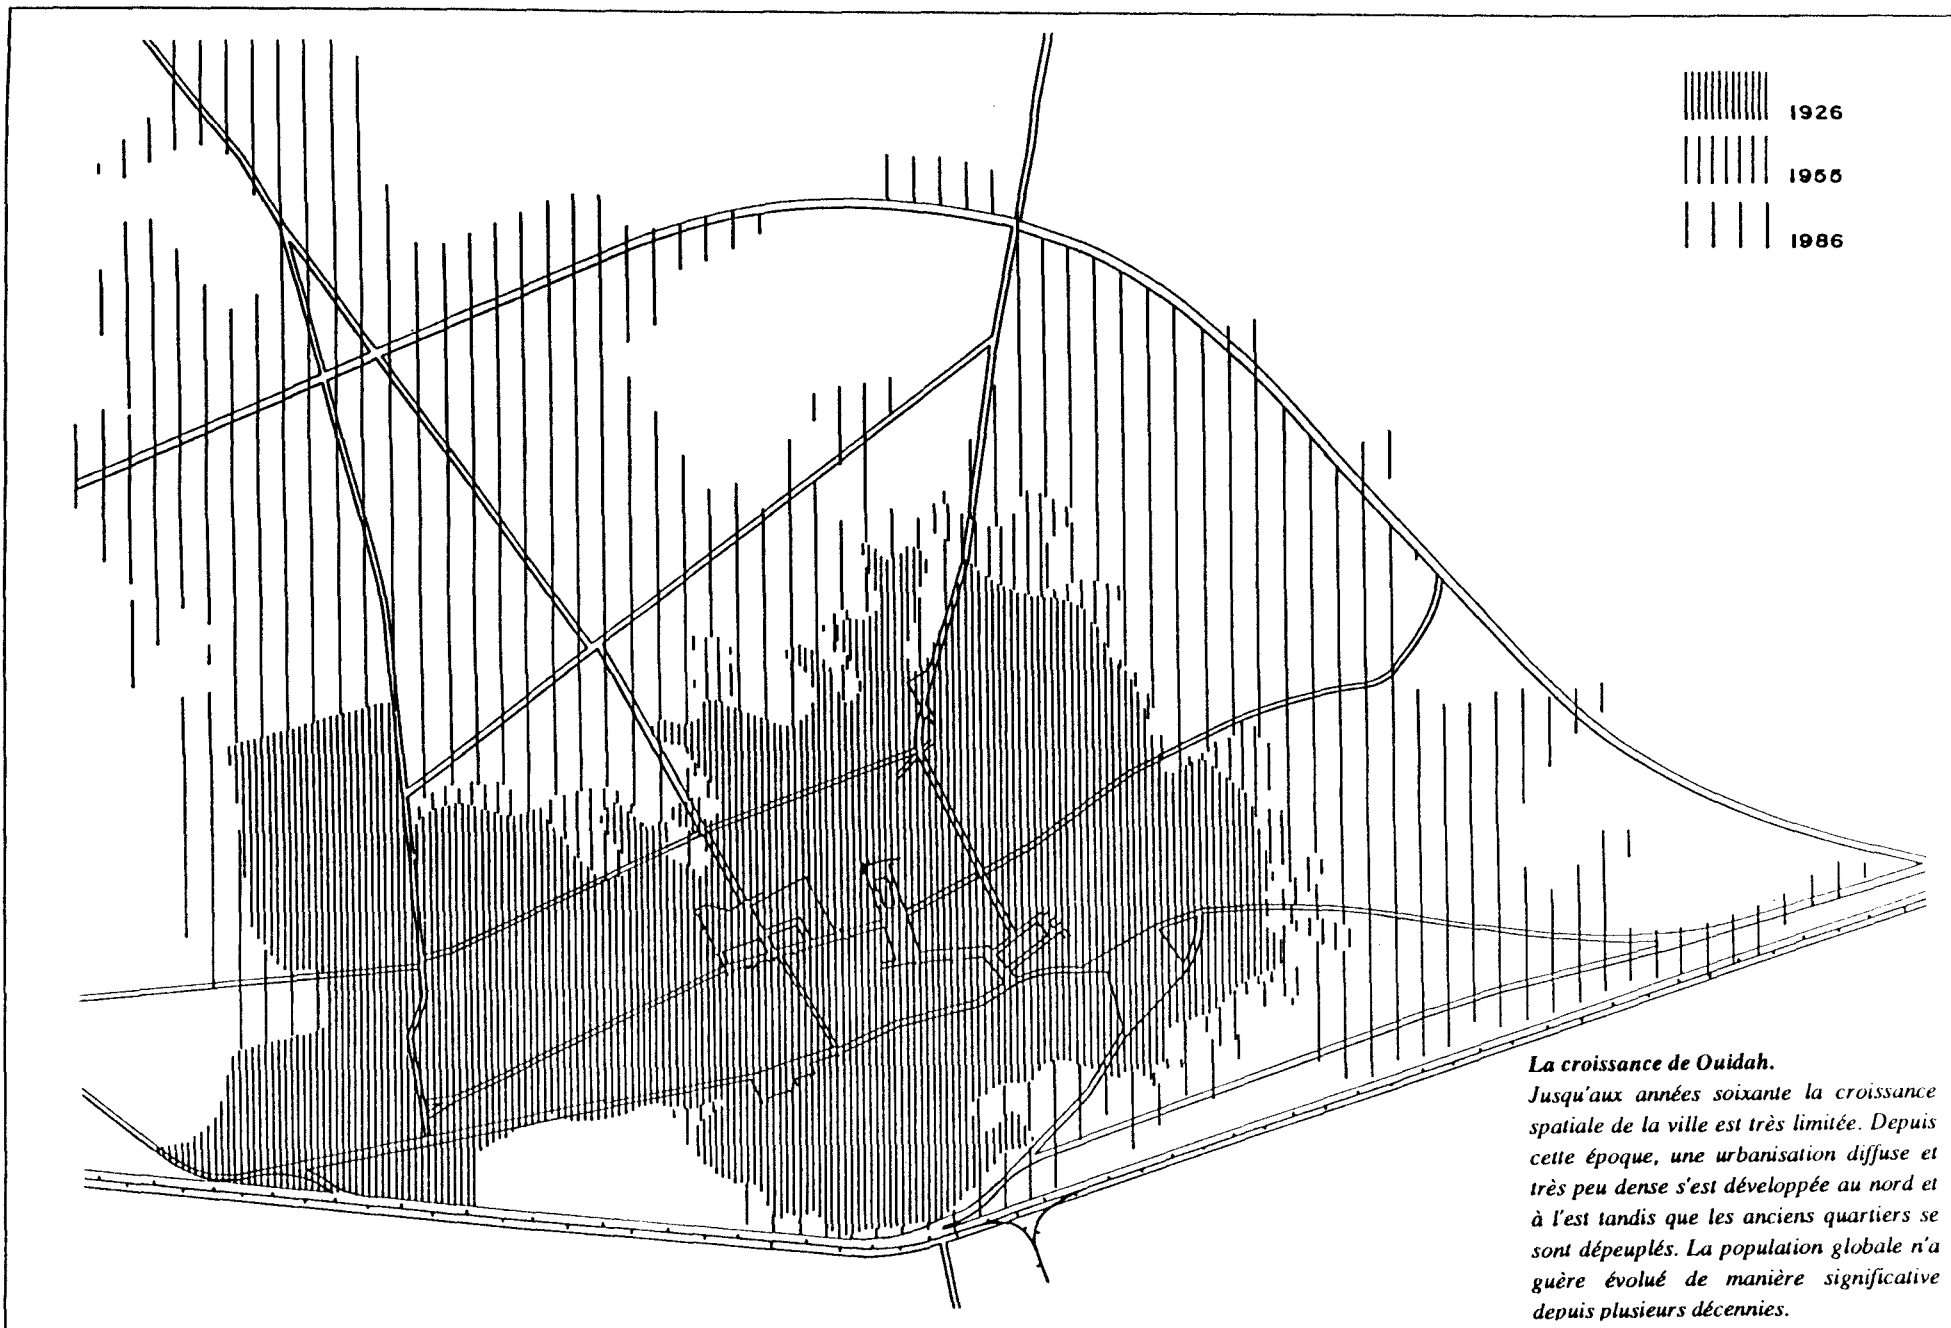 1926
1955
1986
La croissance de Ouidah.
Jusqu'aux années soixante la croissance
spatiale de la ville est très limitée. Depuis
cette époque, une urbanisation diffuse et
très peu dense s'est développée au nord et
à l'est tandis que les anciens quartiers se
sont dépeuplés. La population globale n'a
guère évolué de manière significative
depuis plusieurs décennies.